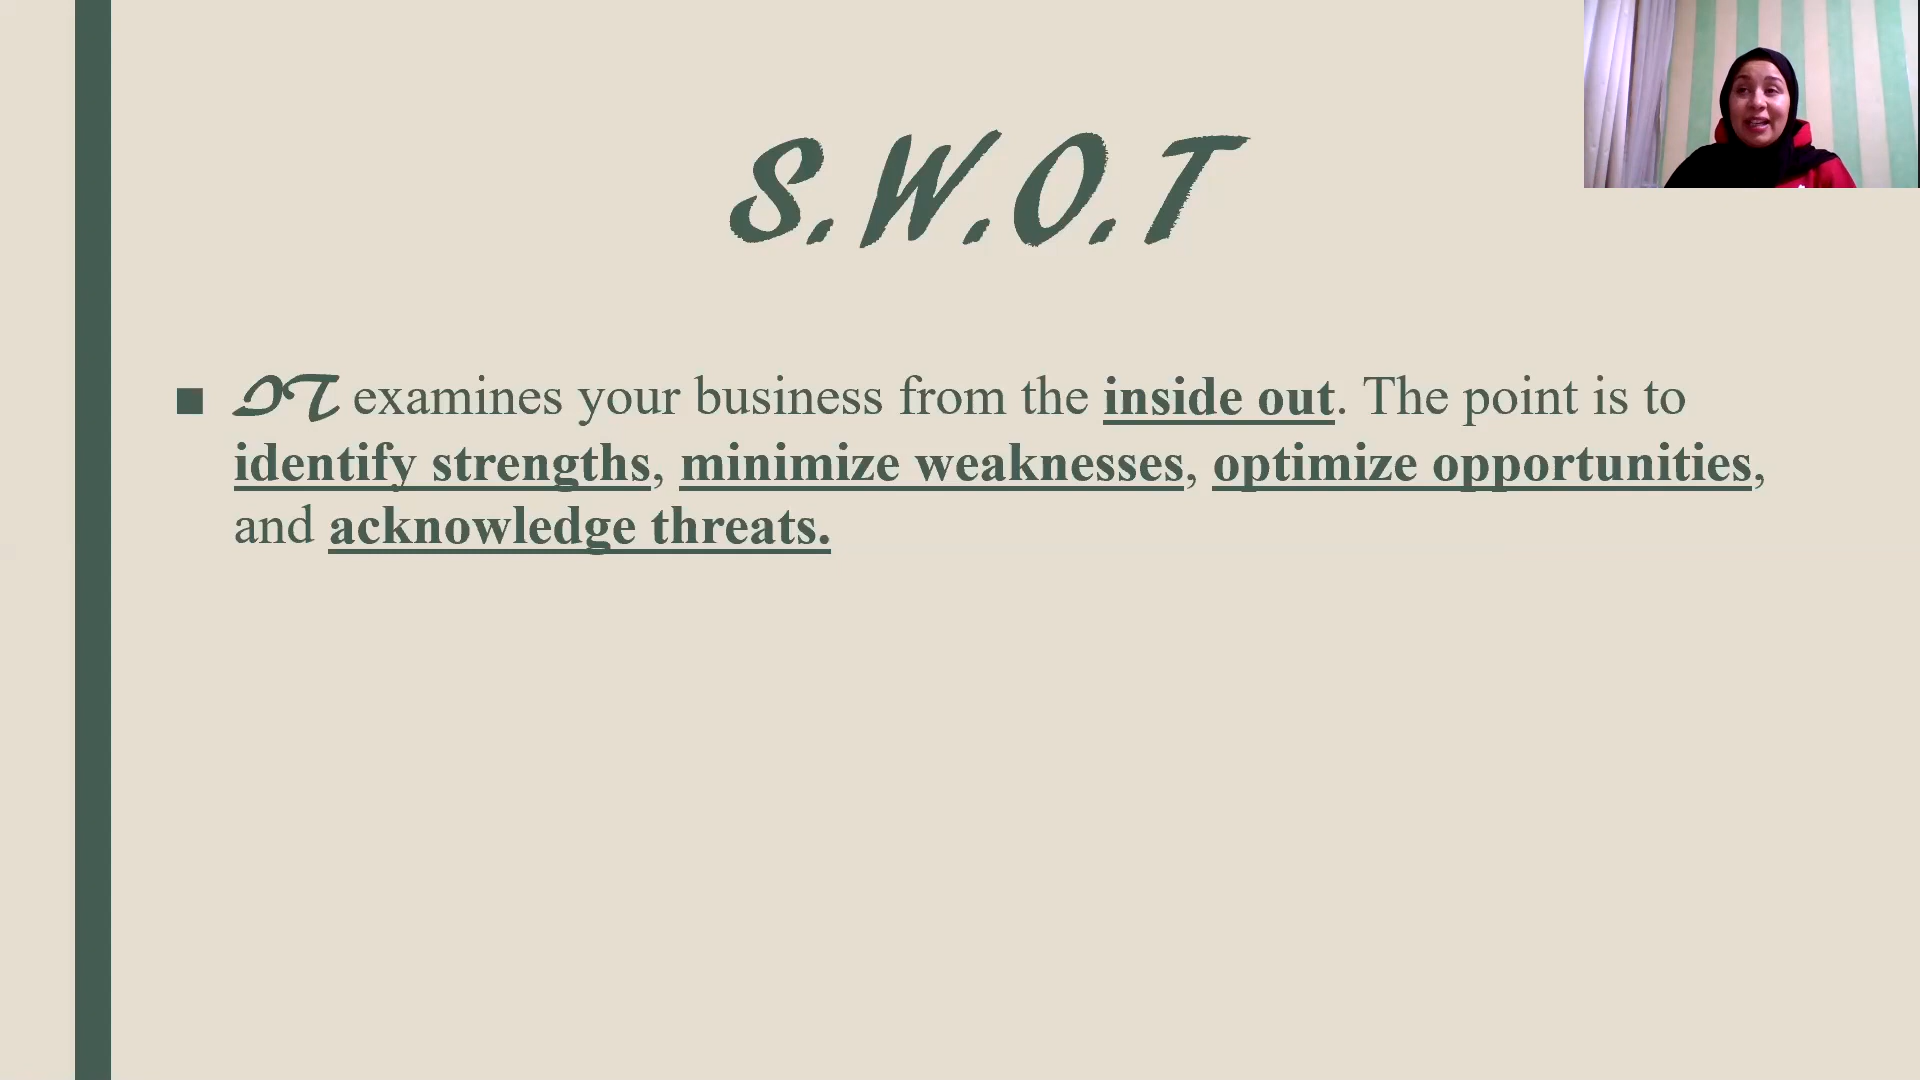 S.W.O.T
■ IT examines your business from the inside out. The point is to
identify strengths, minimize weaknesses, optimize opportunities,
and acknowledge threats.